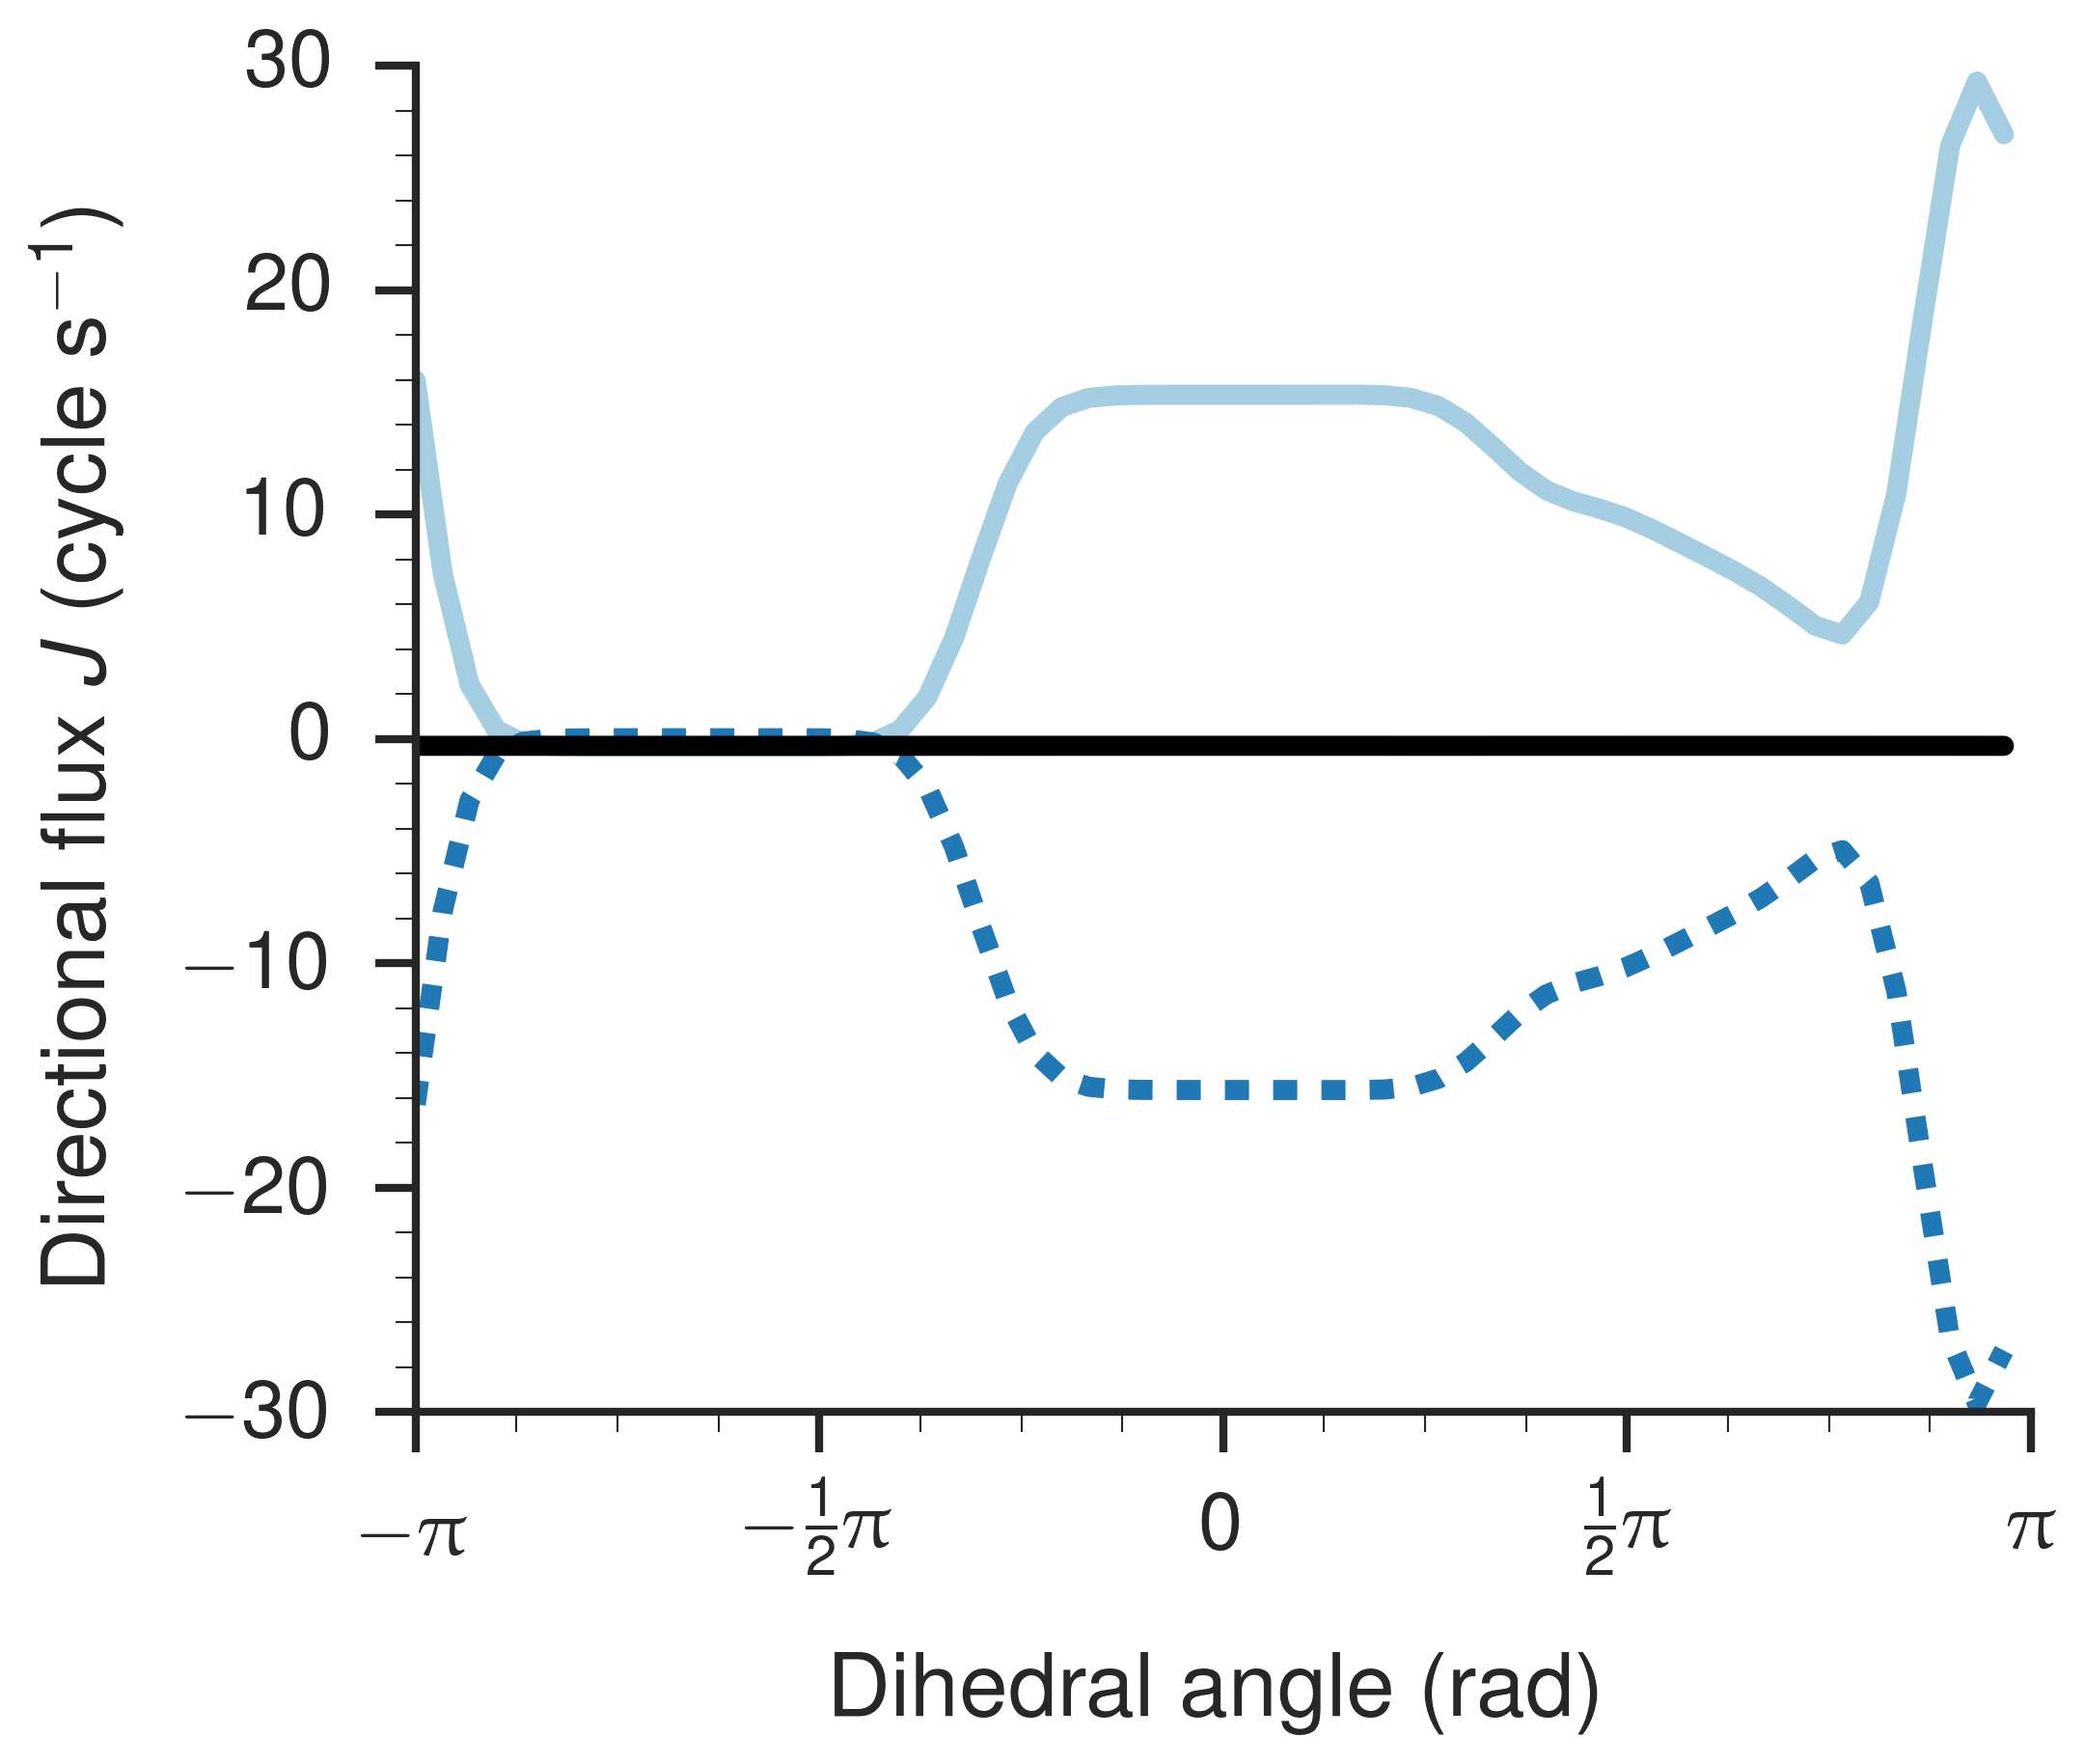 Directional flux J (cycle s⁻¹)
30
20
10
0
−10
−20
−30
−π
−½π
0
½π
π
Dihedral angle (rad)